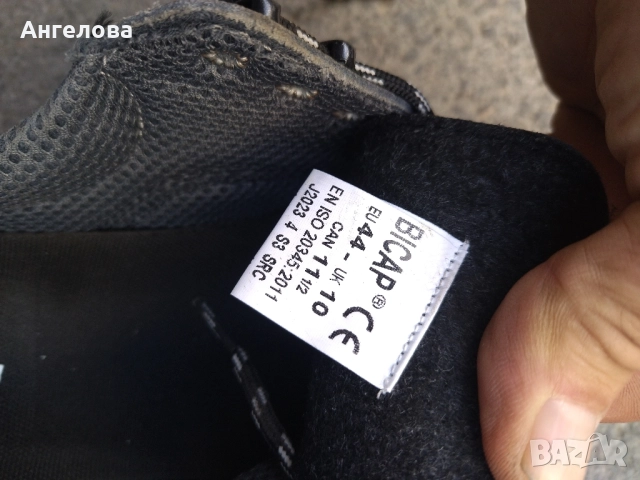 Ангелова
BICAP® CE
EU 44 - UK 10
CAN 11 1/2
EN ISO 20345:2011
J2023 4 S3 SRC
BAZAR